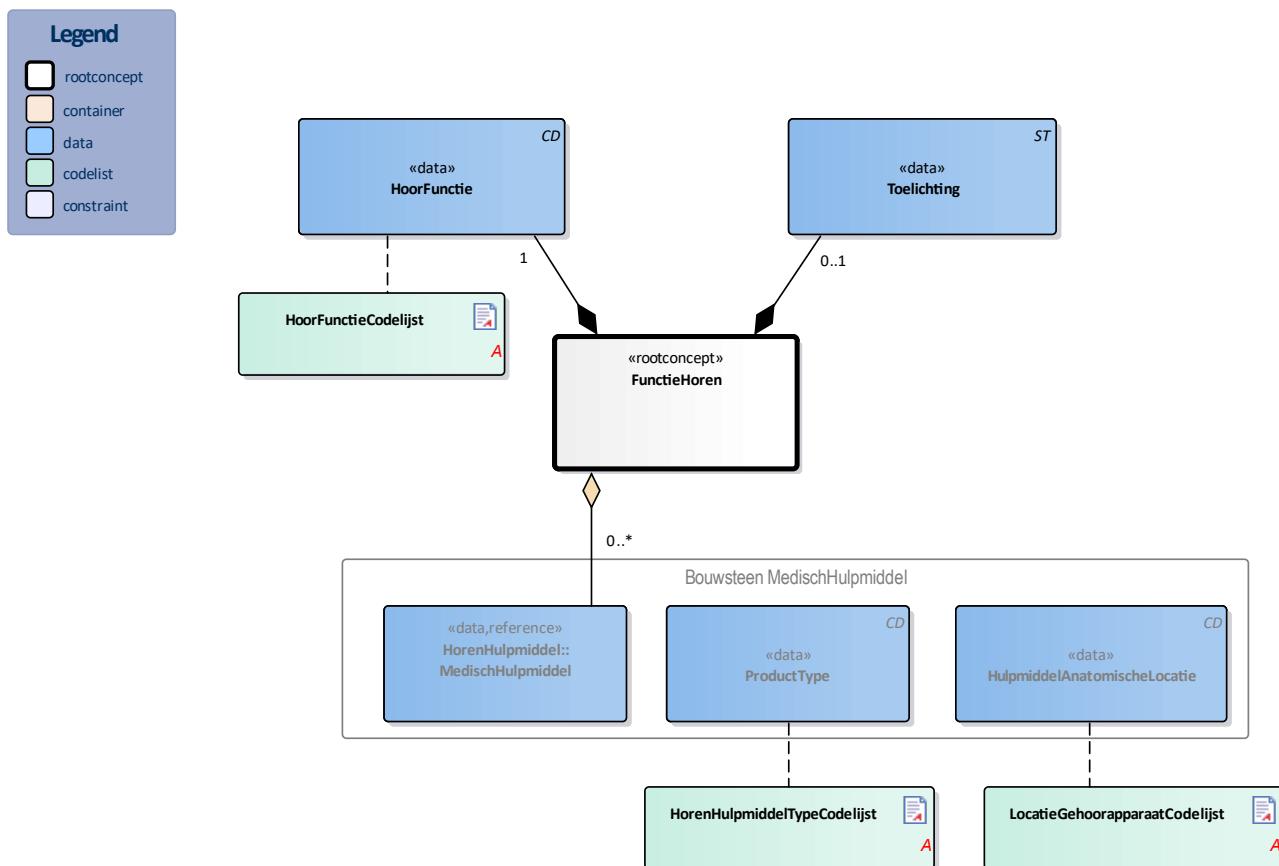 Legend
rootconcept
container
data
codelist
constraint
CD
«data»
HoorFunctie
ST
«data»
Toelichting
1
0..1
HoorFunctieCodelijst
A
«rootconcept»
FunctieHoren
0..*
Bouwsteen MedischHulpmiddel
«data,reference»
HorenHulpmiddel::
MedischHulpmiddel
CD
«data»
ProductType
CD
«data»
HulpmiddelAnatomischeLocatie
HorenHulpmiddelTypeCodelijst
A
LocatieGehoorapparaatCodelijst
A